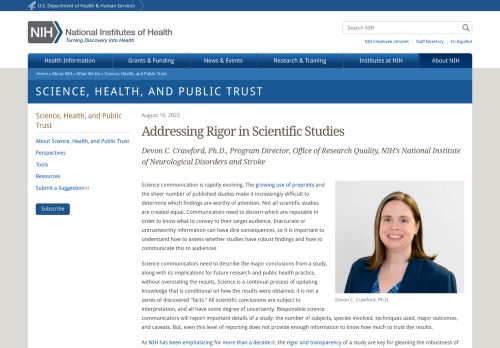 U.S. Department of Health & Human Services
Search NIH
NIH National Institutes of Health
Turning Discovery Into Health
NIH Employee Intranet | Staff Directory | En Español
Health Information
Grants & Funding
News & Events
Research & Training
Institutes at NIH
About NIH
Home » About NIH » What We Do » Science, Health, and Public Trust
SCIENCE, HEALTH, AND PUBLIC TRUST
Science, Health, and Public
Trust
About Science, Health, and Public Trust
Perspectives
Tools
Resources
Submit a Suggestion
Subscribe
August 15, 2023
Addressing Rigor in Scientific Studies
Devon C. Crawford, Ph.D., Program Director, Office of Research Quality, NIH's National Institute
of Neurological Disorders and Stroke
Science communication is rapidly evolving. The growing use of preprints and
the sheer number of published studies make it increasingly difficult to
determine which findings are worthy of attention. Not all scientific studies
are created equal. Communicators need to discern which are reputable in
order to know what to convey to their target audience. Inaccurate or
untrustworthy information can have dire consequences, so it is important to
understand how to assess whether studies have robust findings and how to
communicate this to audiences.
Science communicators need to describe the major conclusions from a study,
along with its implications for future research and public health practice,
without overstating the results. Science is a continual process of updating
knowledge that is conditional on how the results were obtained; it is not a
series of discovered "facts." All scientific conclusions are subject to
interpretation, and all have some degree of uncertainty. Responsible science
communicators will report important details of a study: the number of subjects, species involved, techniques used, major outcomes,
and caveats. But, even this level of reporting does not provide enough information to know how much to trust the results.
Devon C. Crawford, Ph.D.
As NIH has been emphasizing for more than a decade, the rigor and transparency of a study are key for gleaning the robustness of